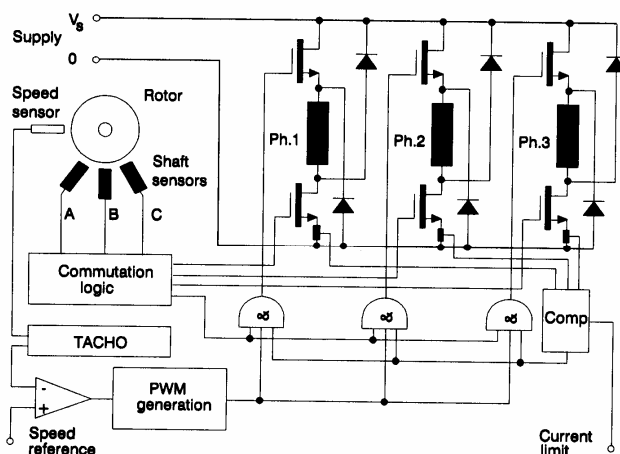 Vs
Supply
0
Speed
sensor
Rotor
Shaft
sensors
A B C
Ph.1
Ph.2
Ph.3
Commutation
logic
&
&
&
Comp
TACHO
-
+
PWM
generation
Speed
reference
Current
limit